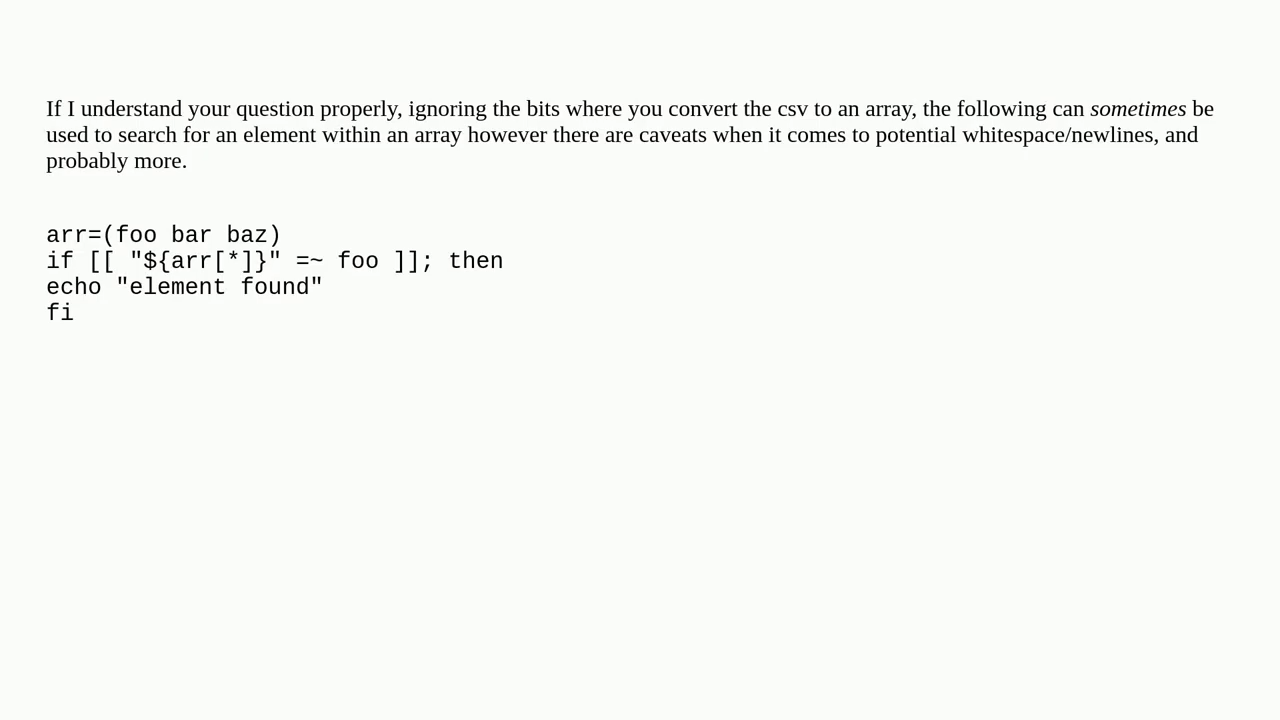 If I understand your question properly, ignoring the bits where you convert the csv to an array, the following can sometimes be
used to search for an element within an array however there are caveats when it comes to potential whitespace/newlines, and
probably more.
arr=(foo bar baz)
if [[ "${arr[*]}" =~ foo ]]; then
echo "element found"
fi